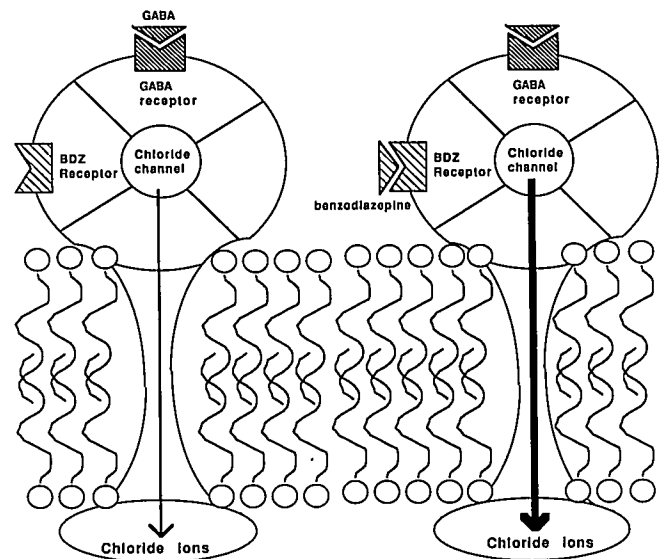 GABA
GABA
receptor
BDZ
Receptor
Chloride
channel
Chloride Ions
GABA
GABA
receptor
BDZ
Receptor
Chloride
channel
benzodiazepine
Chloride Ions